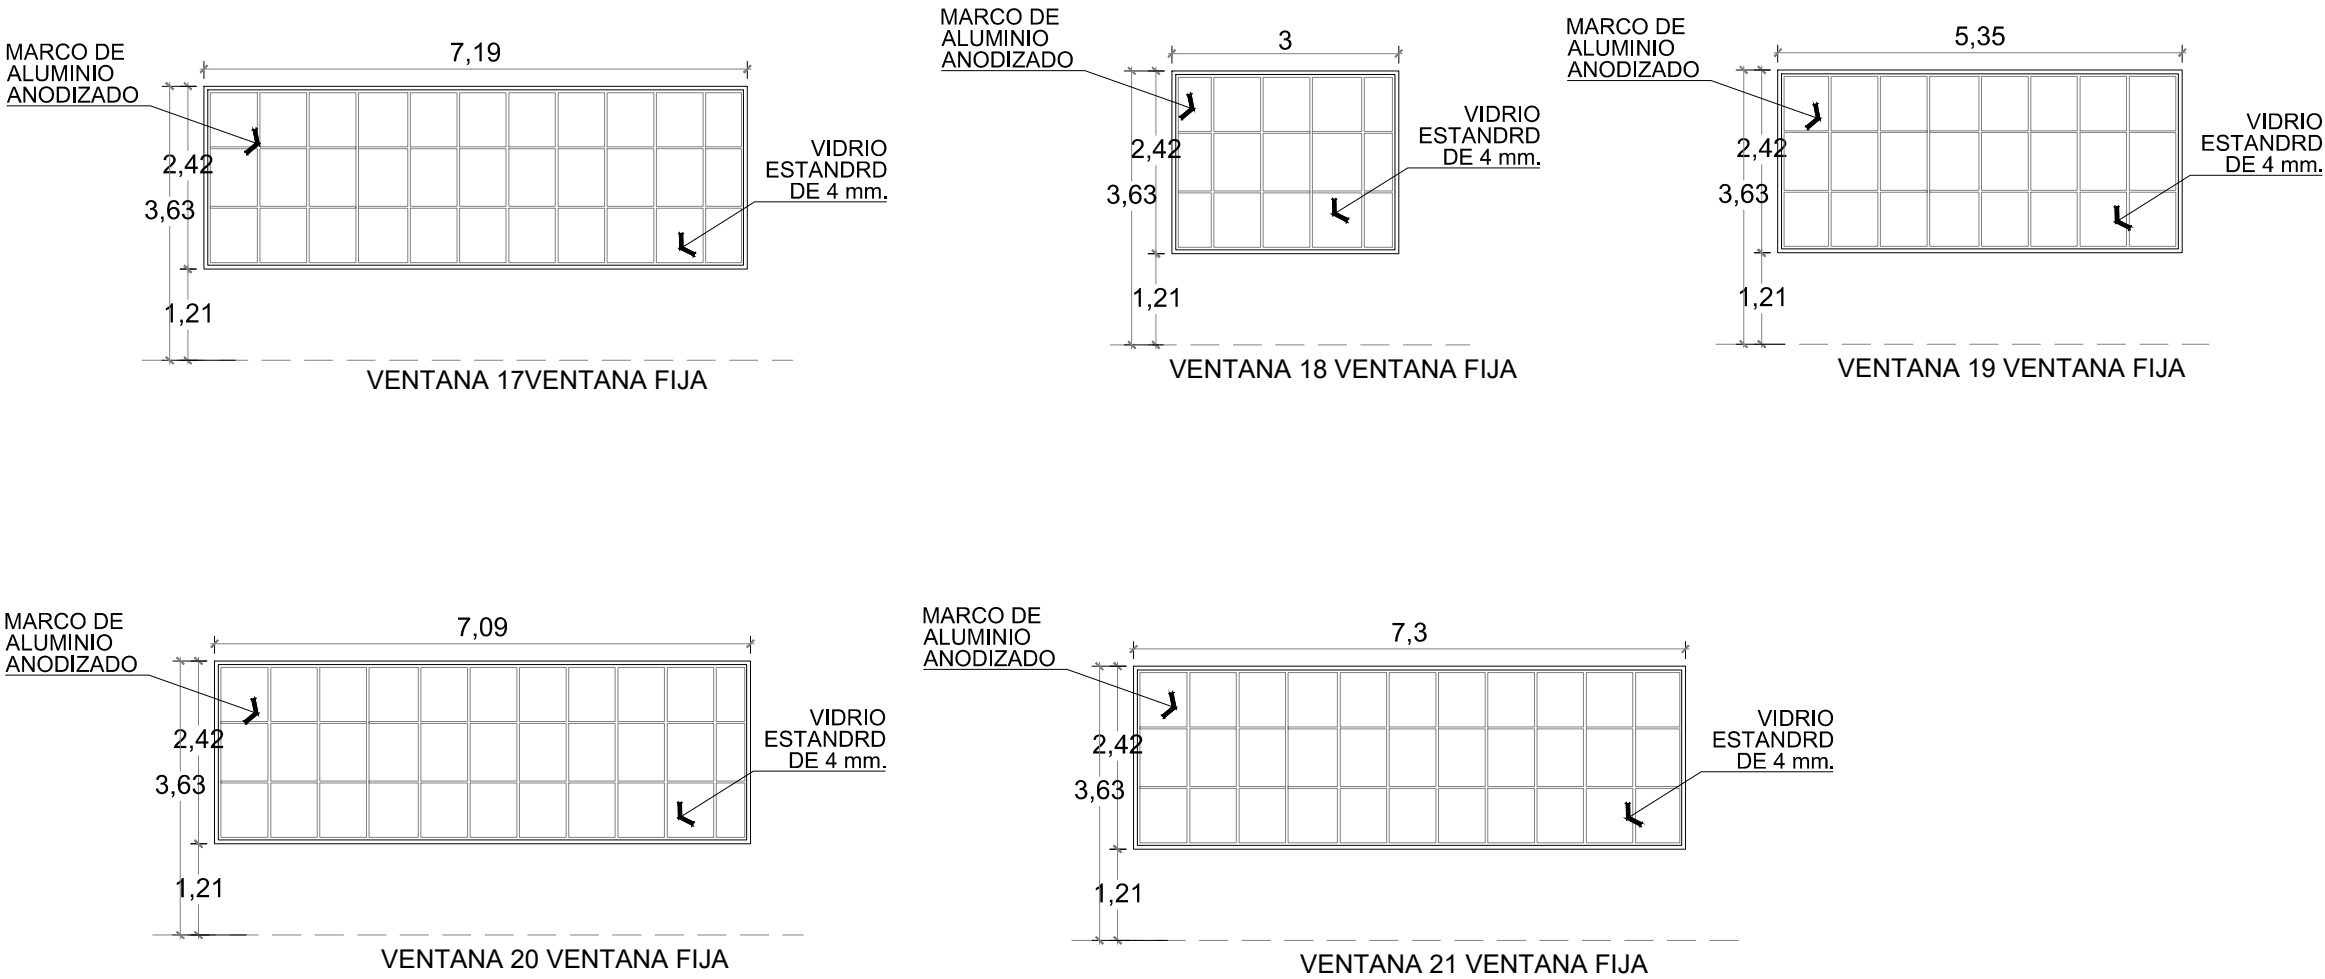 MARCO DE
ALUMINIO
ANODIZADO
7,19
2,42
3,63
1,21
VIDRIO
ESTANDRD
DE 4 mm.
VENTANA 17VENTANA FIJA
MARCO DE
ALUMINIO
ANODIZADO
3
2,42
3,63
1,21
VIDRIO
ESTANDRD
DE 4 mm.
VENTANA 18 VENTANA FIJA
MARCO DE
ALUMINIO
ANODIZADO
5,35
2,42
3,63
1,21
VIDRIO
ESTANDRD
DE 4 mm.
VENTANA 19 VENTANA FIJA
MARCO DE
ALUMINIO
ANODIZADO
7,09
2,42
3,63
1,21
VIDRIO
ESTANDRD
DE 4 mm.
VENTANA 20 VENTANA FIJA
MARCO DE
ALUMINIO
ANODIZADO
7,3
2,42
3,63
1,21
VIDRIO
ESTANDRD
DE 4 mm.
VENTANA 21 VENTANA FIJA